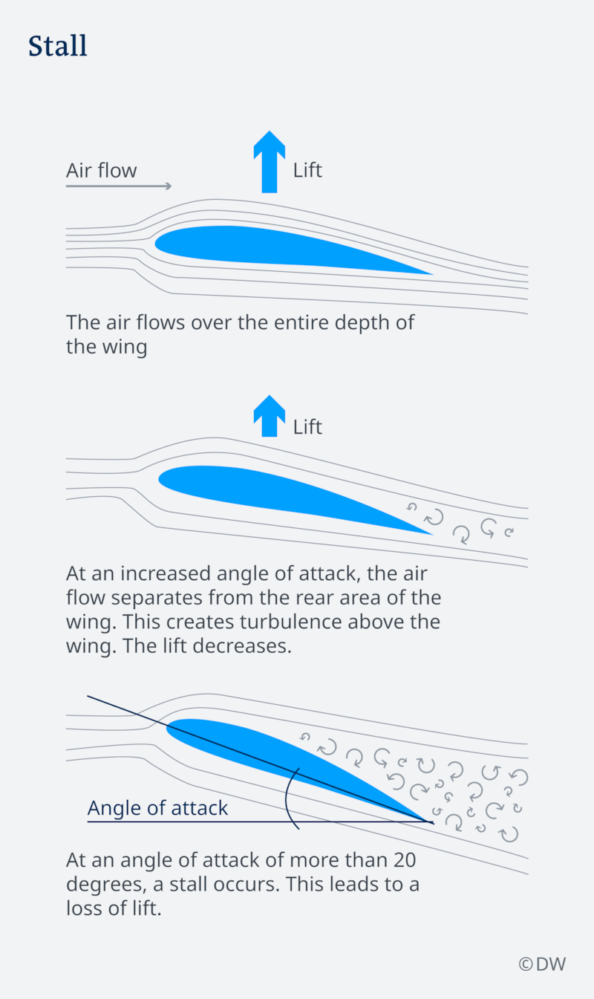 Stall
Air flow
Lift
The air flows over the entire depth of
the wing
Lift
At an increased angle of attack, the air
flow separates from the rear area of the
wing. This creates turbulence above the
wing. The lift decreases.
Angle of attack
At an angle of attack of more than 20
degrees, a stall occurs. This leads to a
loss of lift.
©DW